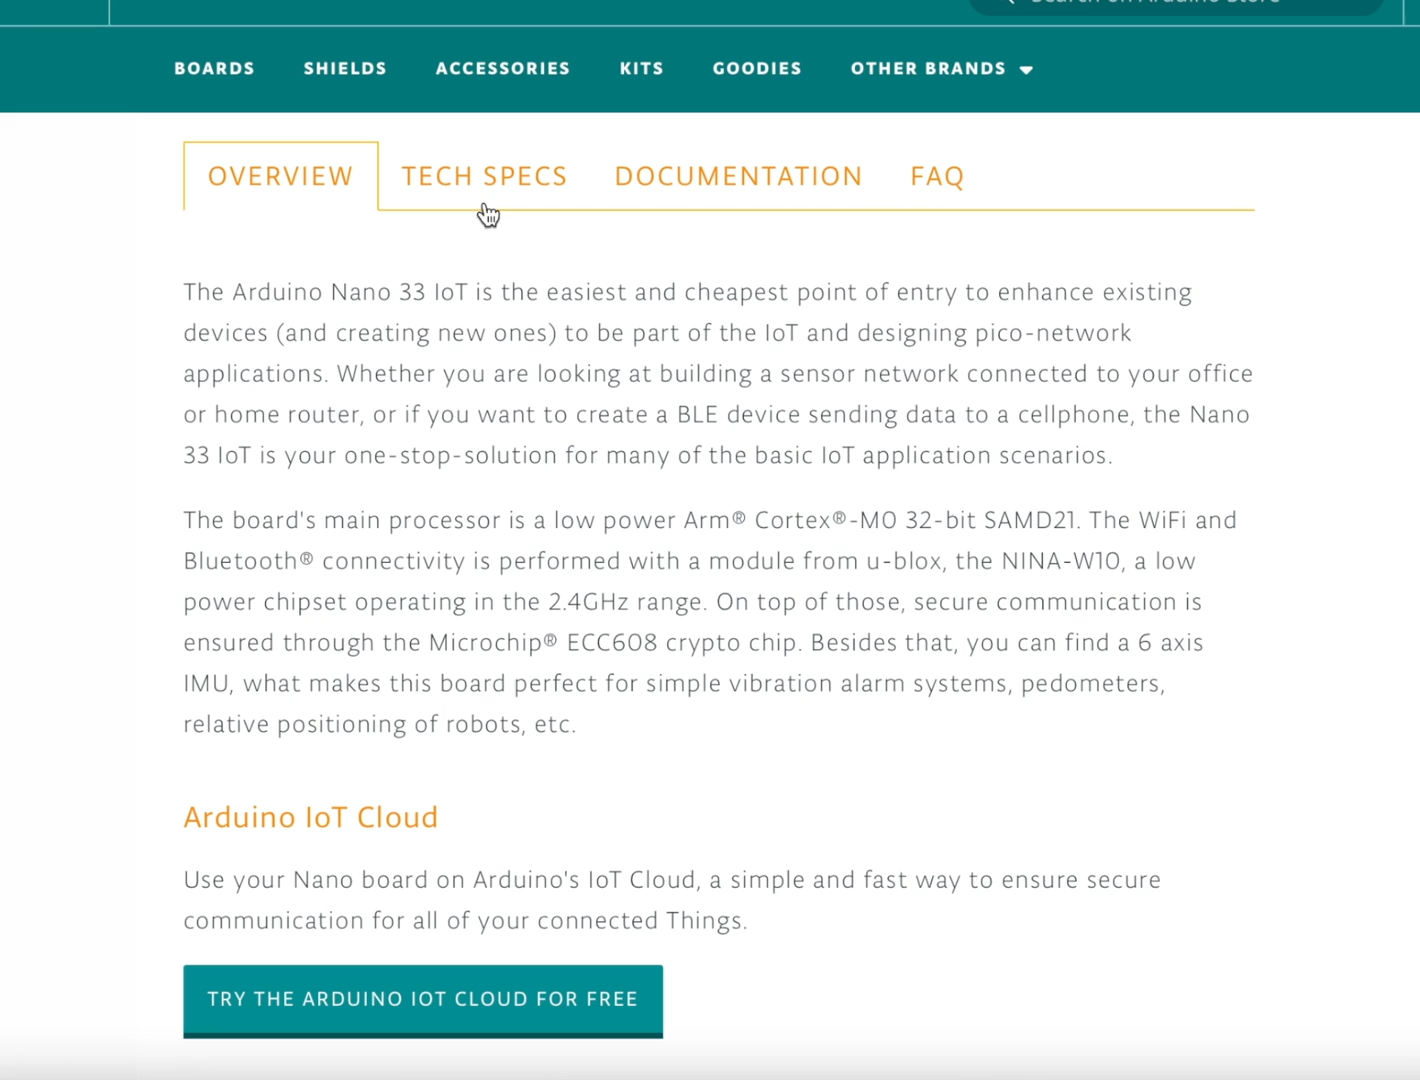 Search on Arduino Store
BOARDS SHIELDS ACCESSORIES KITS GOODIES OTHER BRANDS
OVERVIEW TECH SPECS DOCUMENTATION FAQ
The Arduino Nano 33 IoT is the easiest and cheapest point of entry to enhance existing
devices (and creating new ones) to be part of the IoT and designing pico-network
applications. Whether you are looking at building a sensor network connected to your office
or home router, or if you want to create a BLE device sending data to a cellphone, the Nano
33 IoT is your one-stop-solution for many of the basic IoT application scenarios.
The board's main processor is a low power Arm® Cortex®-M0 32-bit SAMD21. The WiFi and
Bluetooth® connectivity is performed with a module from u-blox, the NINA-W10, a low
power chipset operating in the 2.4GHz range. On top of those, secure communication is
ensured through the Microchip® ECC608 crypto chip. Besides that, you can find a 6 axis
IMU, what makes this board perfect for simple vibration alarm systems, pedometers,
relative positioning of robots, etc.
Arduino IoT Cloud
Use your Nano board on Arduino's IoT Cloud, a simple and fast way to ensure secure
communication for all of your connected Things.
TRY THE ARDUINO IOT CLOUD FOR FREE